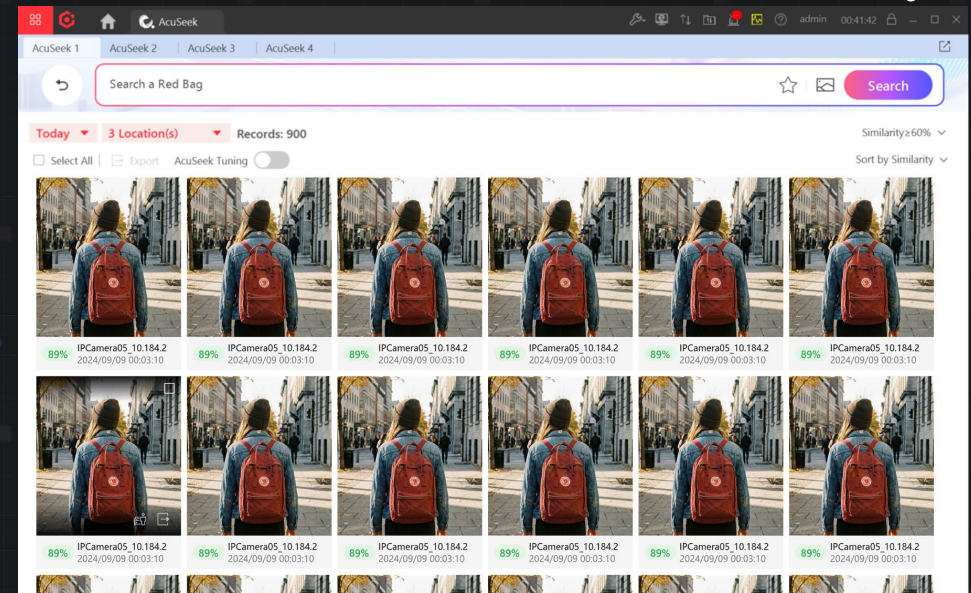 AcuSeek
admin 00:41:42
AcuSeek 1 AcuSeek 2 AcuSeek 3 AcuSeek 4
Search a Red Bag Search
Today 3 Location(s) Records: 900 Similarity≥60%
Select All Export AcuSeek Tuning Sort by Similarity
89% IPCamera05_10.184.2 89% IPCamera05_10.184.2 89% IPCamera05_10.184.2 89% IPCamera05_10.184.2 89% IPCamera05_10.184.2 89% IPCamera05_10.184.2
2024/09/09 00:03:10 2024/09/09 00:03:10 2024/09/09 00:03:10 2024/09/09 00:03:10 2024/09/09 00:03:10 2024/09/09 00:03:10
89% IPCamera05_10.184.2 89% IPCamera05_10.184.2 89% IPCamera05_10.184.2 89% IPCamera05_10.184.2 89% IPCamera05_10.184.2 89% IPCamera05_10.184.2
2024/09/09 00:03:10 2024/09/09 00:03:10 2024/09/09 00:03:10 2024/09/09 00:03:10 2024/09/09 00:03:10 2024/09/09 00:03:10